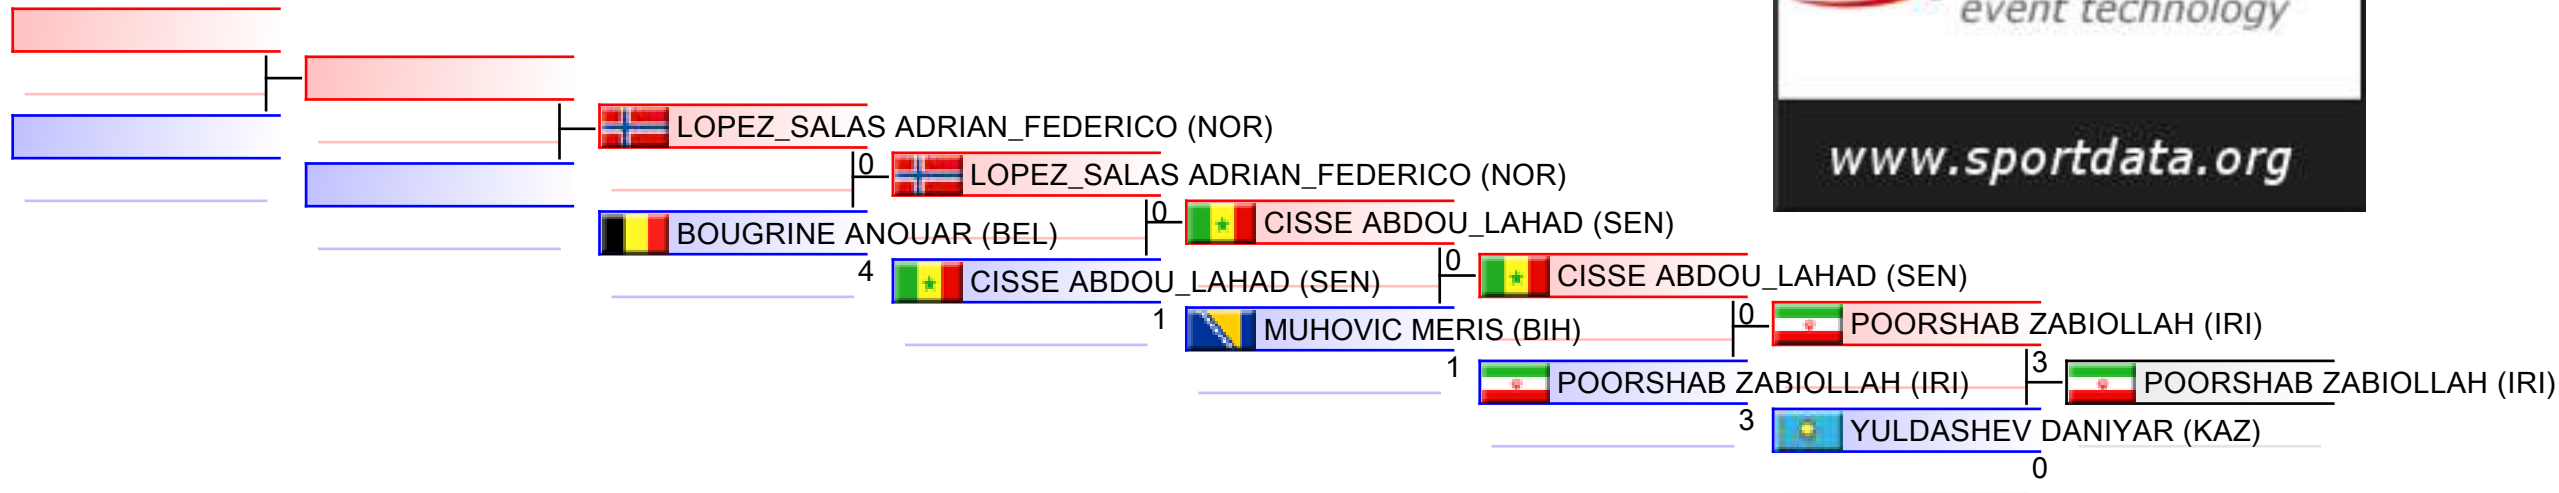 event technology
www.sportdata.org
LOPEZ_SALAS ADRIAN_FEDERICO (NOR)
0
LOPEZ_SALAS ADRIAN_FEDERICO (NOR)
BOUGRINE ANOUAR (BEL)
4
0
CISSE ABDOU_LAHAD (SEN)
CISSE ABDOU_LAHAD (SEN)
1
0
CISSE ABDOU_LAHAD (SEN)
MUHOVIC MERIS (BIH)
1
0
POORSHAB ZABIOLLAH (IRI)
POORSHAB ZABIOLLAH (IRI)
3
3
POORSHAB ZABIOLLAH (IRI)
YULDASHEV DANIYAR (KAZ)
0